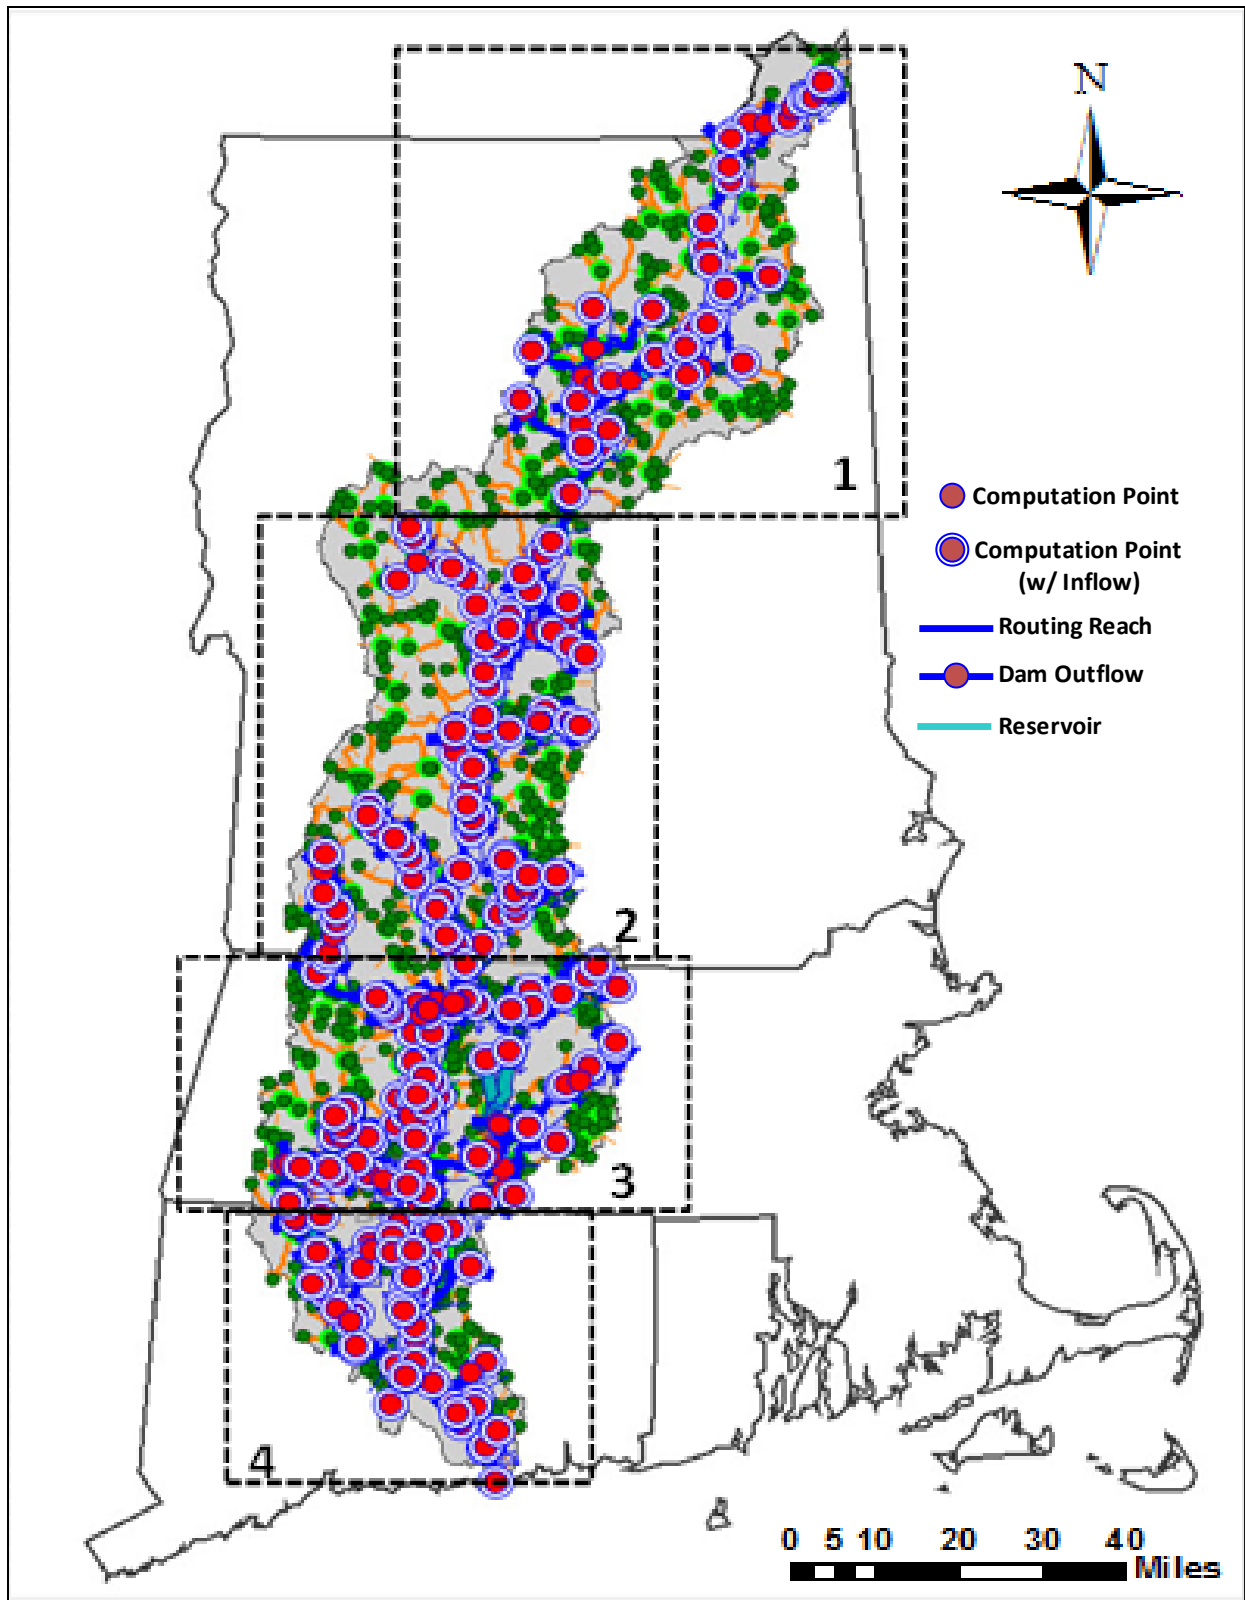 N
1
Computation Point
Computation Point
(w/ Inflow)
Routing Reach
Dam Outflow
Reservoir
2
3
4
0 5 10 20 30 40
Miles